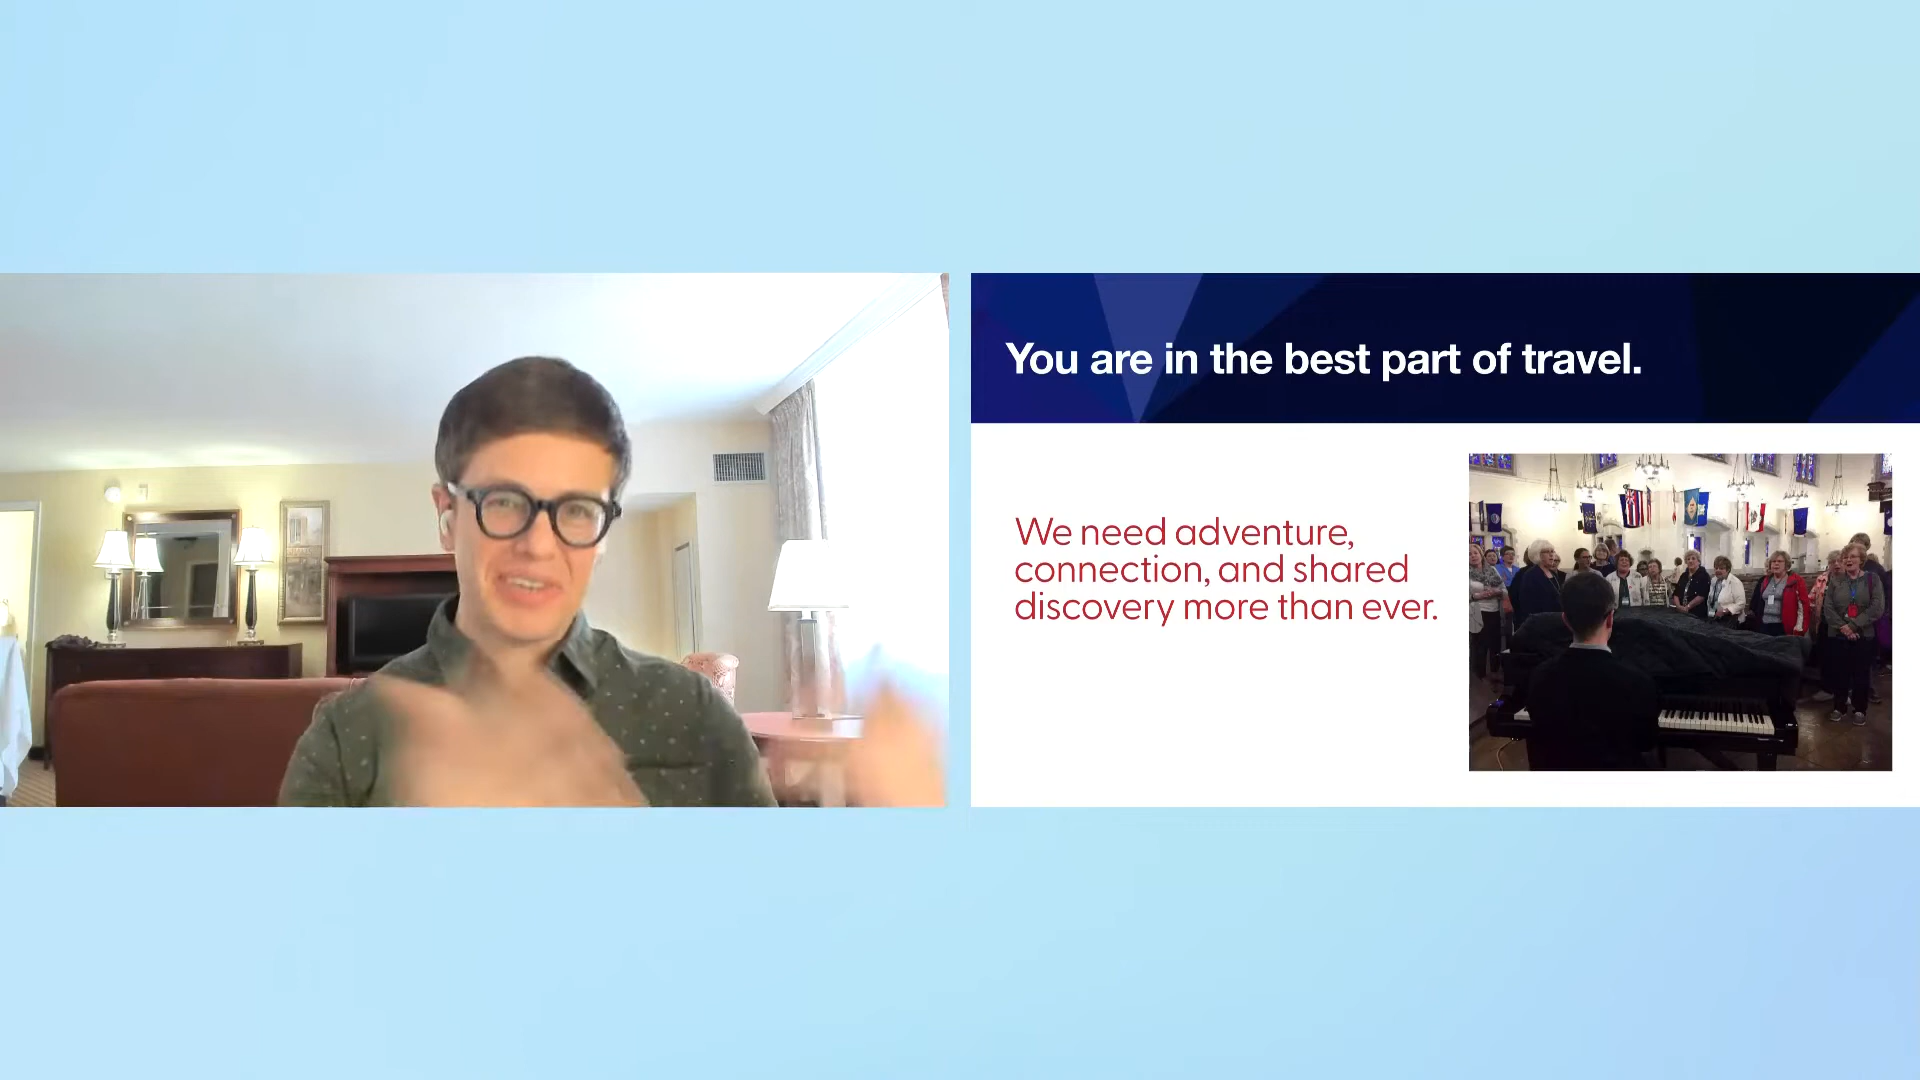 You are in the best part of travel.
We need adventure,
connection, and shared
discovery more than ever.